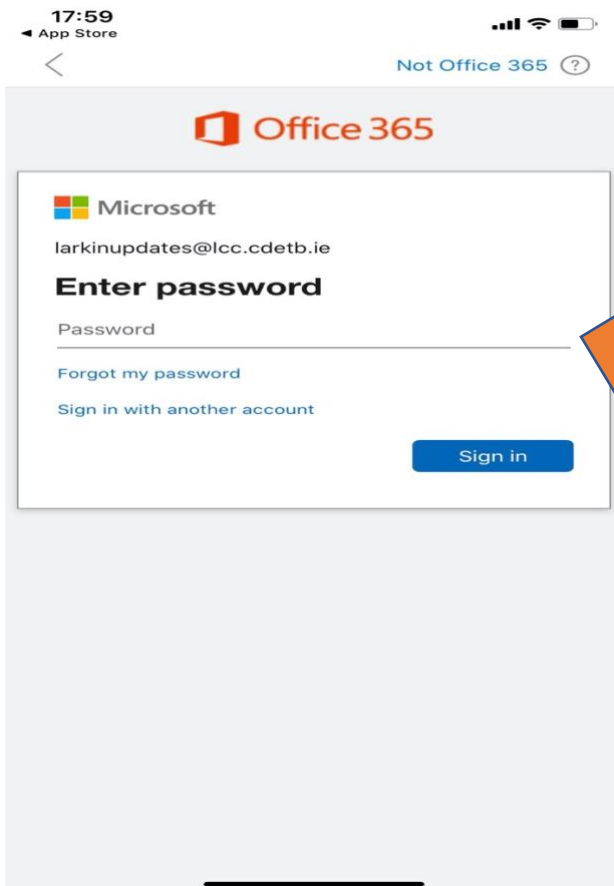 17:59
◀ App Store
Not Office 365 ?
Office 365
Microsoft
larkinupdates@lcc.cdetb.ie
Enter password
Password
Forgot my password
Sign in with another account
Sign in